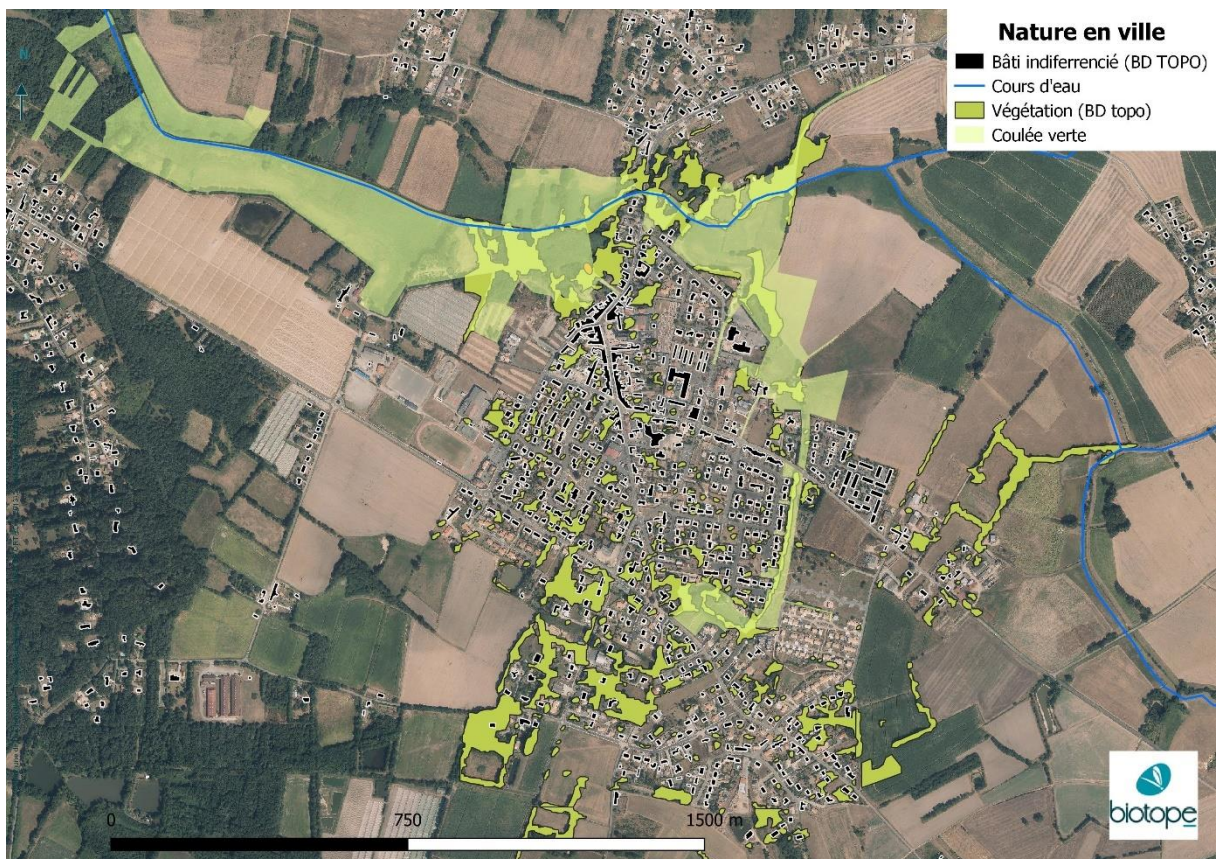 Nature en ville
Bâti indiferrencié (BD TOPO)
Cours d'eau
Végétation (BD topo)
Coulée verte
N
0 750 1500 m
biotope